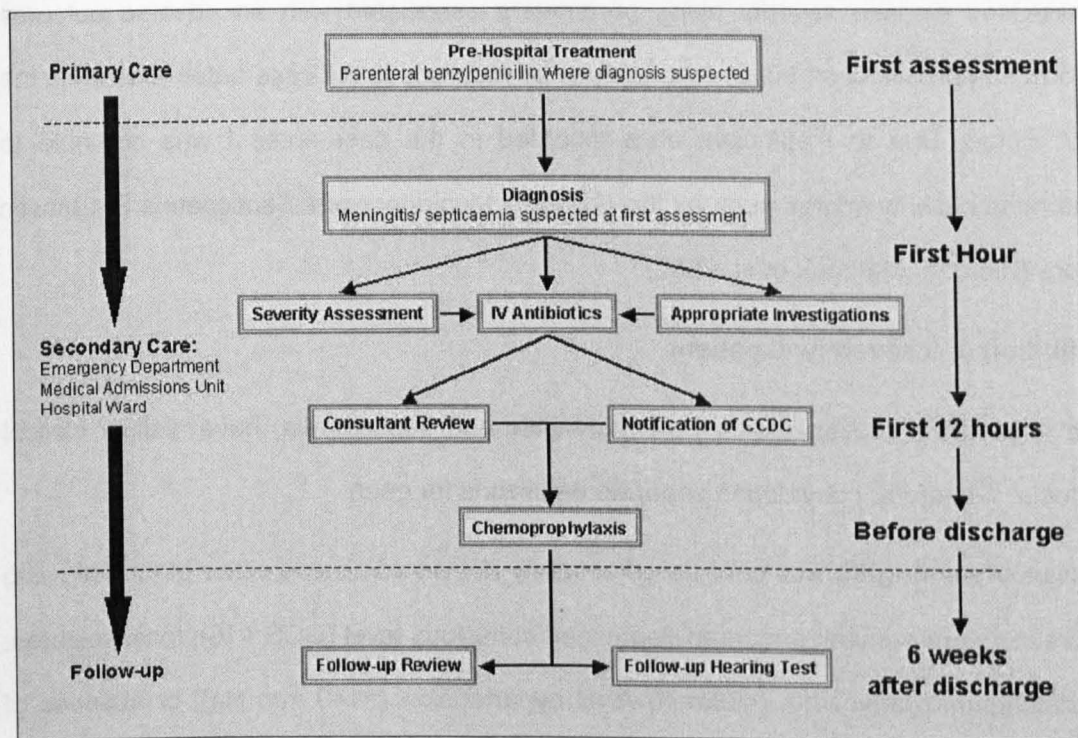 Pre-Hospital Treatment
Parenteral benzylpenicillin where diagnosis suspected
Primary Care
First assessment
Diagnosis
Meningitis/ septicaemia suspected at first assessment
First Hour
Severity Assessment
IV Antibiotics
Appropriate Investigations
Secondary Care:
Emergency Department
Medical Admissions Unit
Hospital Ward
Consultant Review
Notification of CCDC
First 12 hours
Chemoprophylaxis
Before discharge
Follow-up
Follow-up Review
Follow-up Hearing Test
6 weeks
after discharge